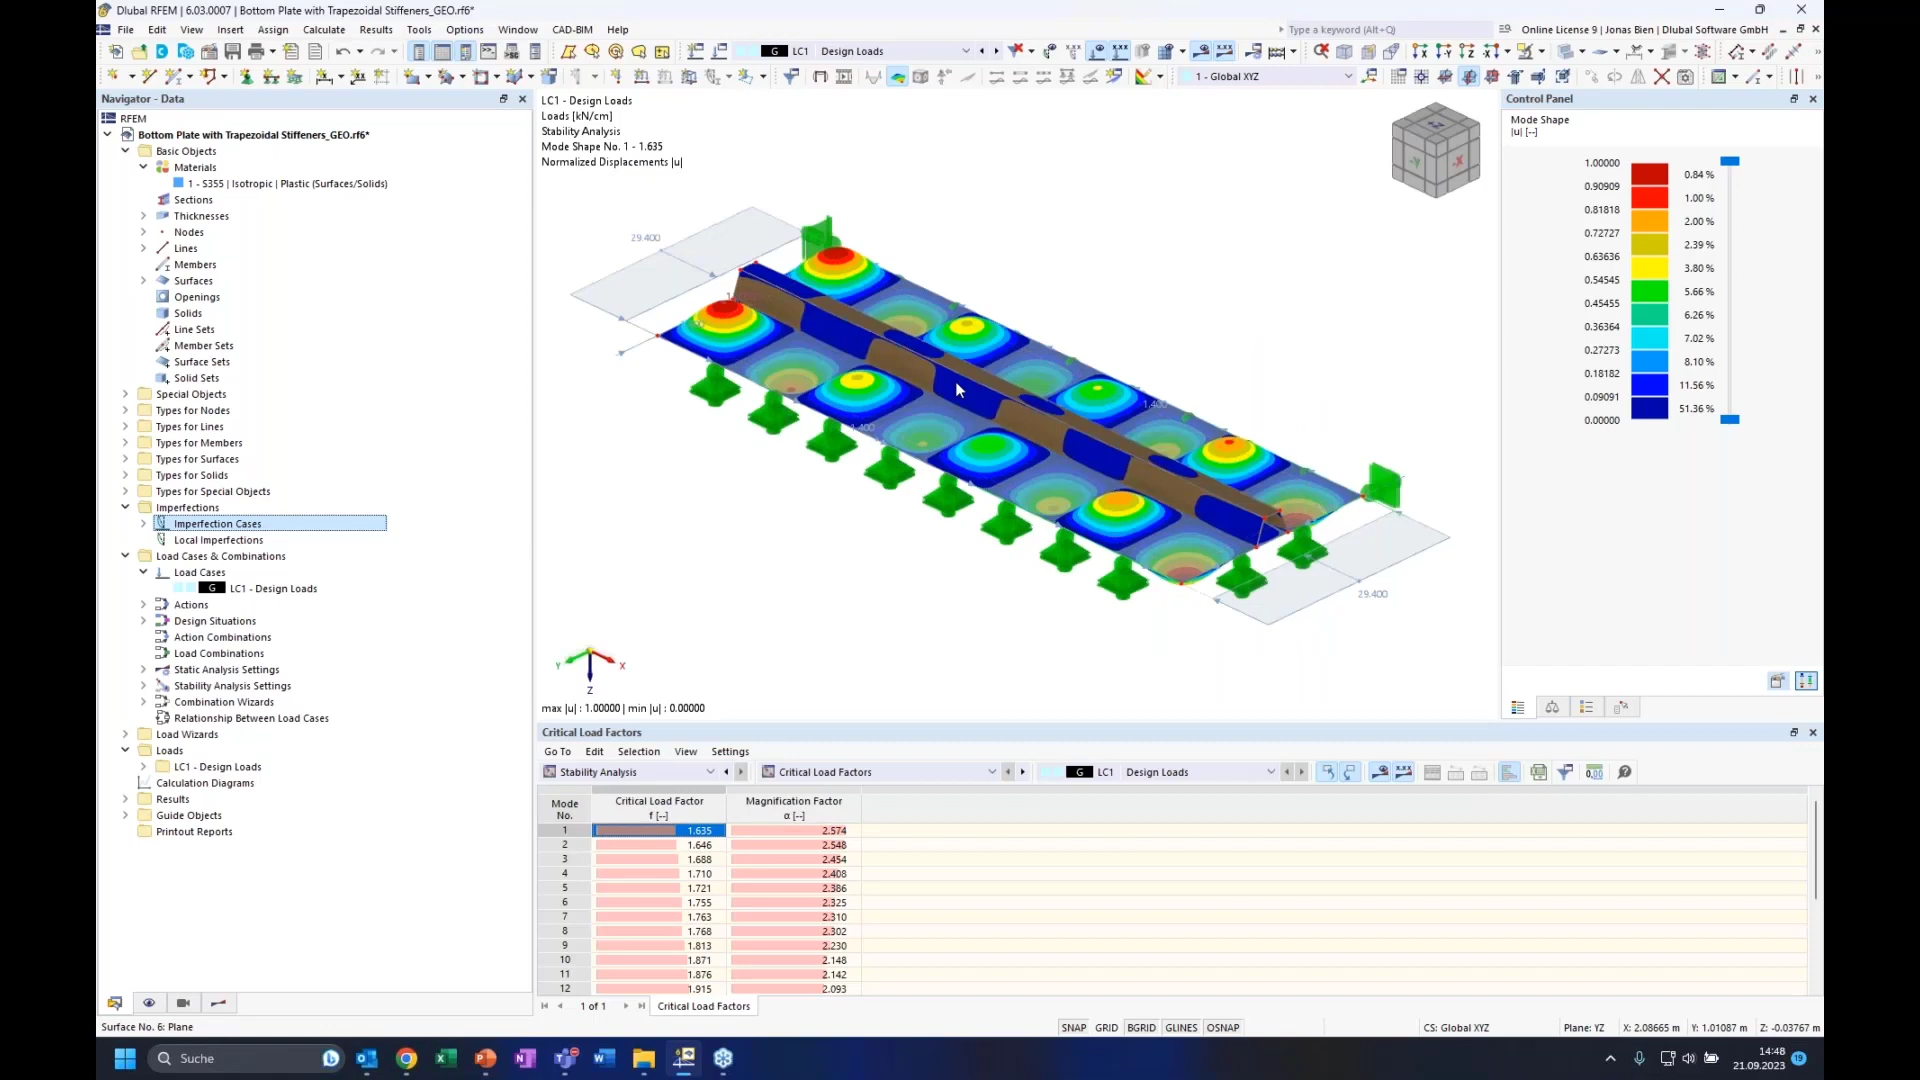 Dlubal RFEM | 6.03.0007 | Bottom Plate with Trapezoidal Stiffeners_GEO.rf6*
File Edit View Insert Assign Calculate Results Tools Options Window CAD-BIM Help
Type a keyword (Alt+Q)
Online License 9 | Jonas Bien | Dlubal Software GmbH
G LC1 Design Loads
1 - Global XYZ
Navigator - Data
RFEM
Bottom Plate with Trapezoidal Stiffeners_GEO.rf6*
Basic Objects
Materials
1 - S355 | Isotropic | Plastic (Surfaces/Solids)
Sections
Thicknesses
Nodes
Lines
Members
Surfaces
Openings
Solids
Line Sets
Member Sets
Surface Sets
Solid Sets
Special Objects
Types for Nodes
Types for Lines
Types for Members
Types for Surfaces
Types for Solids
Types for Special Objects
Imperfections
Imperfection Cases
Local Imperfections
Load Cases & Combinations
Load Cases
G LC1 - Design Loads
Actions
Design Situations
Action Combinations
Load Combinations
Static Analysis Settings
Stability Analysis Settings
Combination Wizards
Relationship Between Load Cases
Load Wizards
Loads
LC1 - Design Loads
Calculation Diagrams
Results
Guide Objects
Printout Reports
LC1 - Design Loads
Loads [kN/cm]
Stability Analysis
Mode Shape No. 1 - 1.635
Normalized Displacements |u|
29.400
1.400
1.400
29.400
+Z
-Y
-X
Y
X
Z
max |u| : 1.00000 | min |u| : 0.00000
Control Panel
Mode Shape
|u| [--]
1.00000
0.84 %
0.90909
1.00 %
0.81818
2.00 %
0.72727
2.39 %
0.63636
3.80 %
0.54545
5.66 %
0.45455
6.26 %
0.36364
7.02 %
0.27273
8.10 %
0.18182
11.56 %
0.09091
51.36 %
0.00000
Critical Load Factors
Go To Edit Selection View Settings
Stability Analysis
Critical Load Factors
G LC1 Design Loads
Mode No.
Critical Load Factor f [--]
Magnification Factor α [--]
1 1.635 2.574
2 1.646 2.548
3 1.688 2.454
4 1.710 2.408
5 1.721 2.386
6 1.755 2.325
7 1.763 2.310
8 1.768 2.302
9 1.813 2.230
10 1.871 2.148
11 1.876 2.142
12 1.915 2.093
1 of 1
Critical Load Factors
Surface No. 6: Plane
SNAP GRID BGRID GLINES OSNAP
CS: Global XYZ
Plane: YZ
X: 2.08665 m Y: 1.01087 m Z: -0.03767 m
Suche
14:48
21.09.2023
19